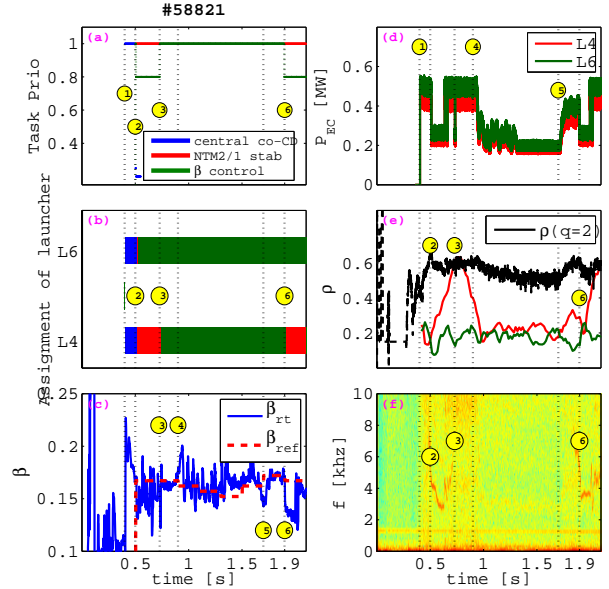 #58821
(a)
Task Prio
1
0.8
0.6
0.4
1
2
3
6
central co-CD
NTM2/1 stab
β control
(b)
Assignment of launcher
L6
L4
2
3
6
(c)
β
0.25
0.2
0.15
0.1
3
4
5
6
β_rt
β_ref
0.5 1 1.5 1.9
time [s]
(d)
P_EC [MW]
0.6
0.4
0.2
0
1
4
5
L4
L6
(e)
ρ
0.6
0.4
0.2
2
3
6
ρ(q=2)
(f)
f [khz]
10
8
6
4
2
0
2
3
6
0.5 1 1.5 1.9
time [s]